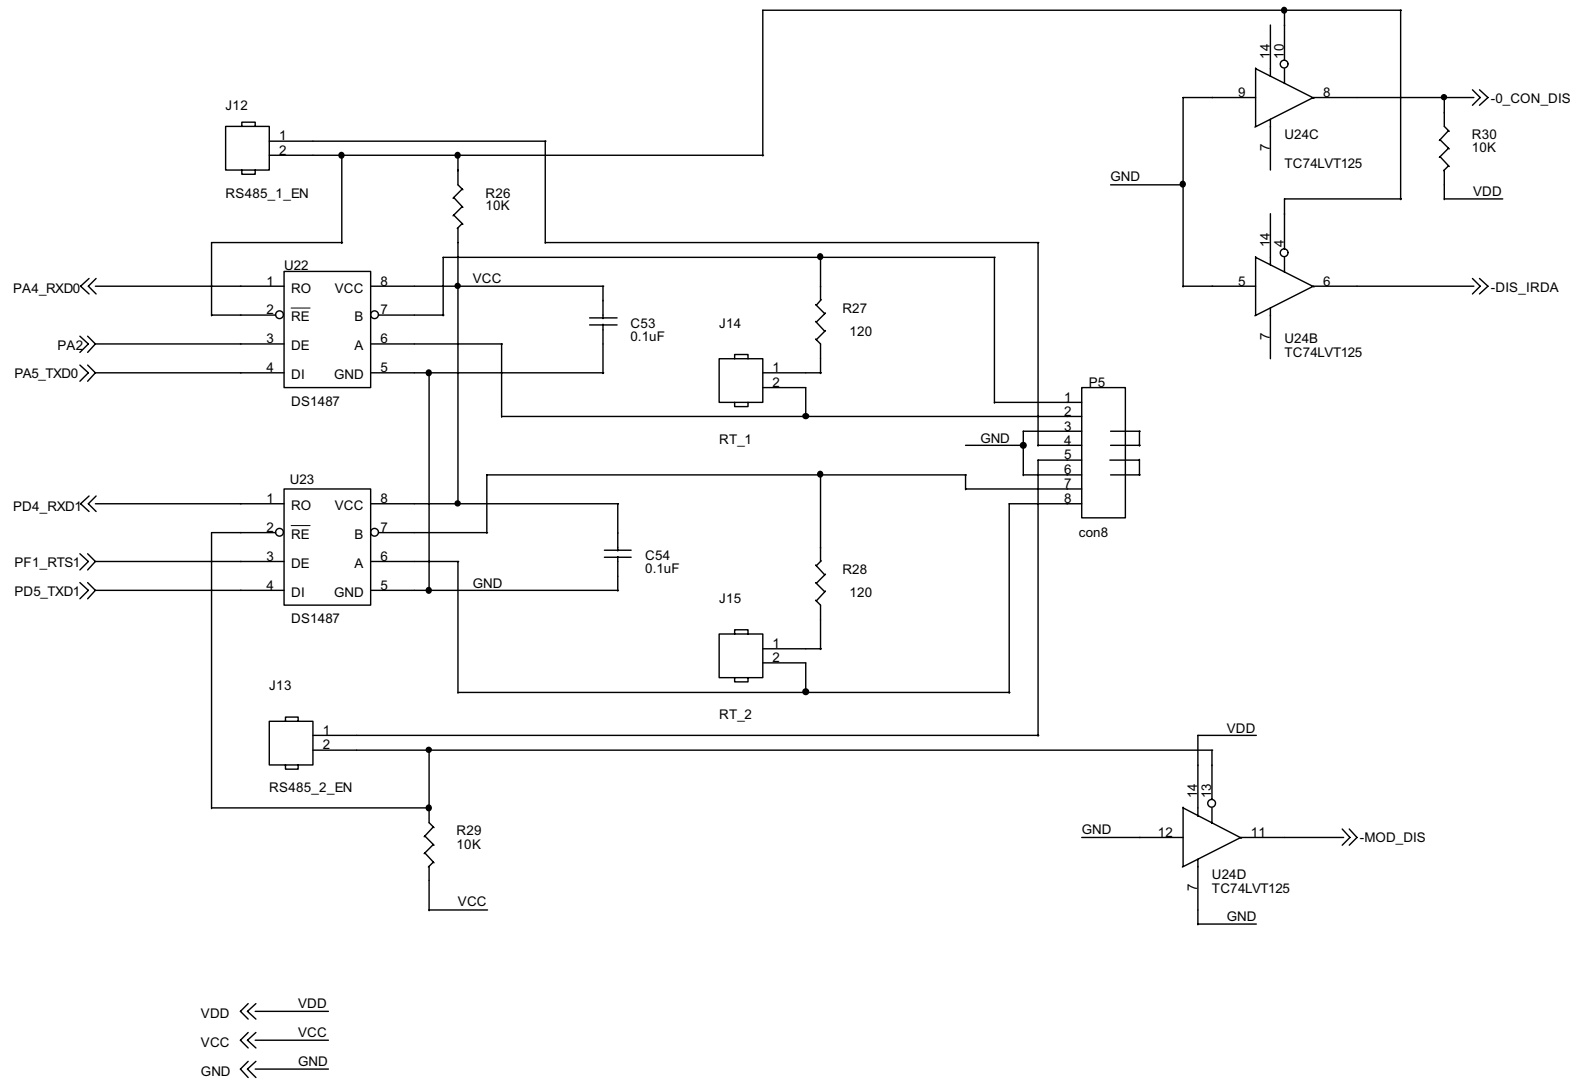 J12
1
2
RS485_1_EN
R26
10K
14
10
9
8
-0_CON_DIS
U24C
7
TC74LVT125
R30
10K
VDD
GND
14
4
5
6
-DIS_IRDA
U24B
7
TC74LVT125
U22
PA4_RXD0
1
RO
VCC
8
VCC
2
RE
B
7
PA2
3
DE
A
6
PA5_TXD0
4
DI
GND
5
DS1487
C53
0.1uF
R27
120
J14
1
2
RT_1
P5
1
2
3
4
5
6
7
8
GND
con8
U23
PD4_RXD1
1
RO
VCC
8
2
RE
B
7
PF1_RTS1
3
DE
A
6
PD5_TXD1
4
DI
GND
5
GND
DS1487
C54
0.1uF
R28
120
J15
1
2
RT_2
J13
1
2
RS485_2_EN
R29
10K
VCC
VDD
14
13
GND
12
11
-MOD_DIS
U24D
TC74LVT125
7
GND
VDD
VDD
VCC
VCC
GND
GND